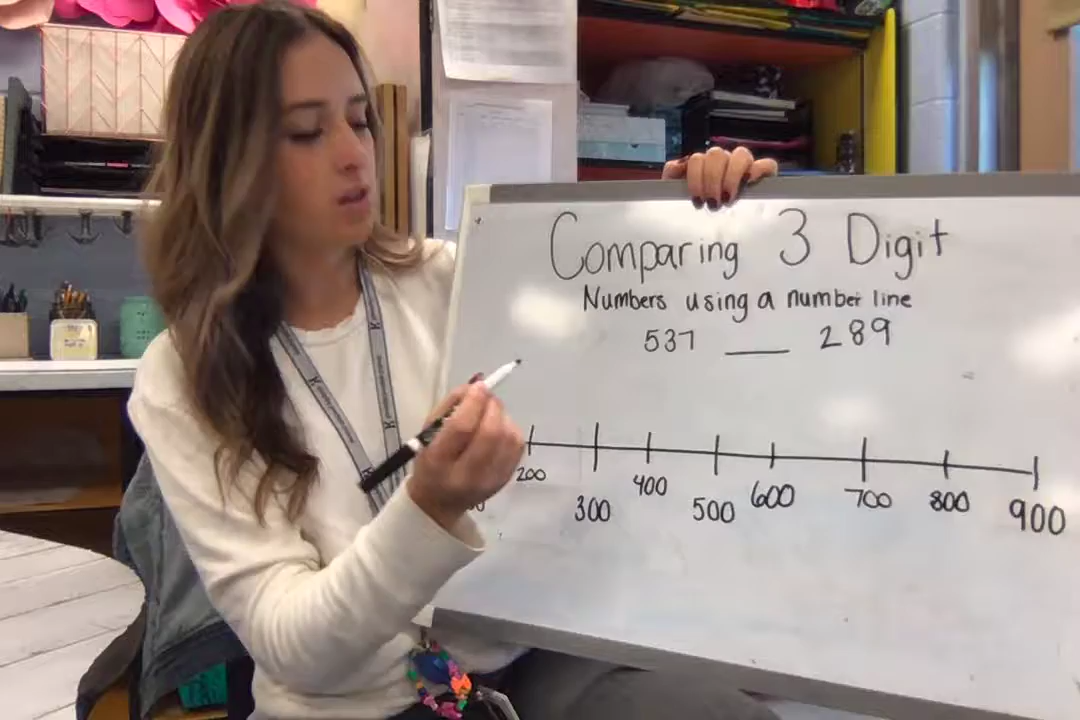 Comparing 3 Digit
Numbers using a number line
537 ___ 289
200 300 400 500 600 700 800 900